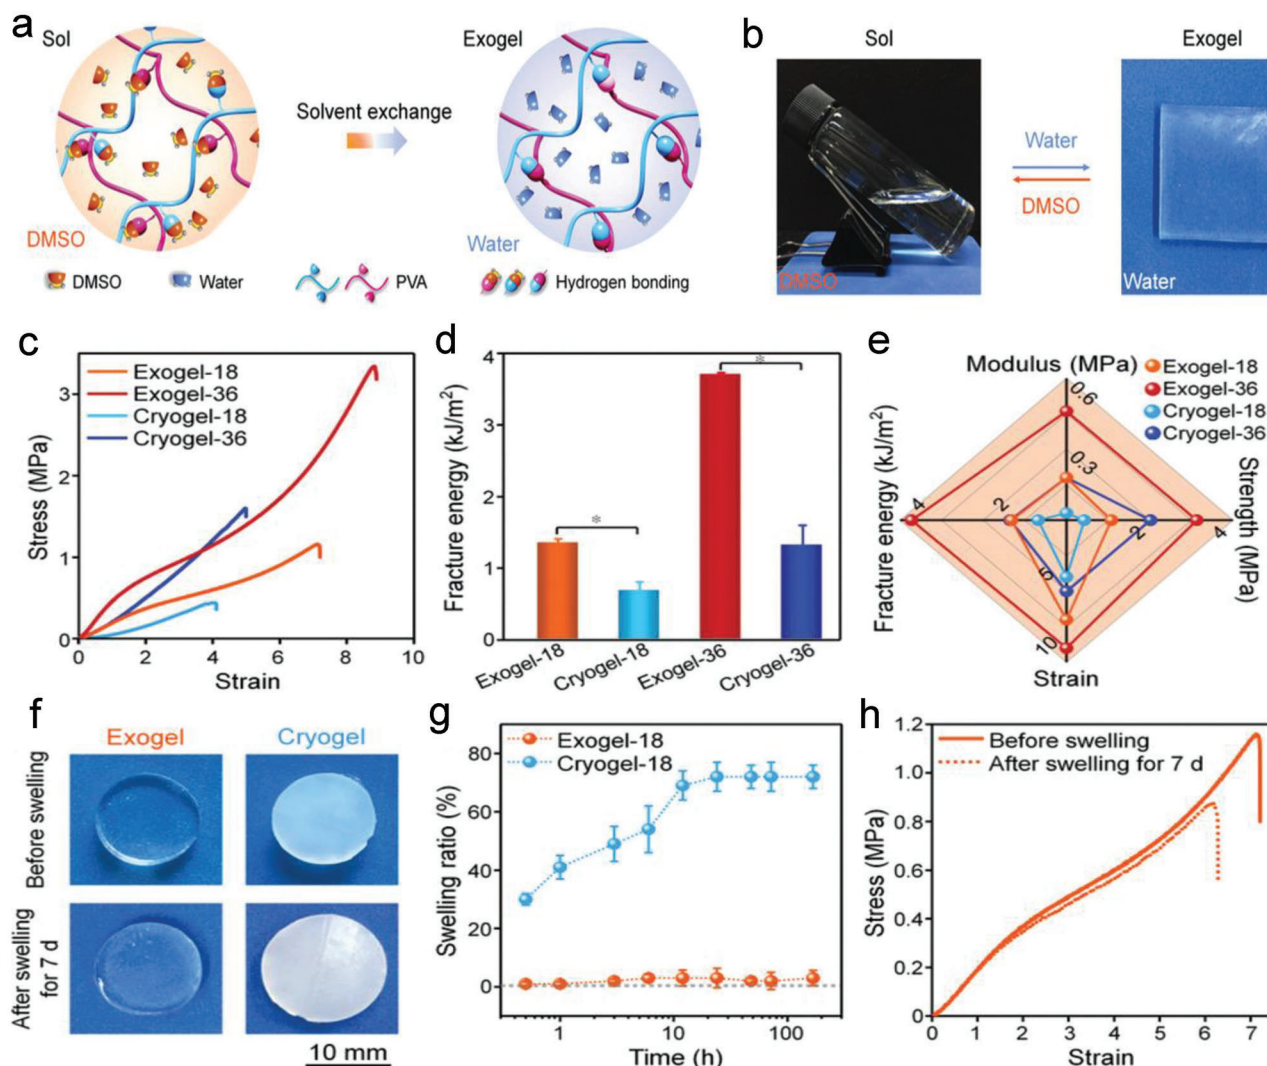 a
Sol
Exogel
Solvent exchange
DMSO
Water
DMSO
Water
PVA
Hydrogen bonding
b
Sol
Exogel
Water
DMSO
DMSO
Water
c
Exogel-18
Exogel-36
Cryogel-18
Cryogel-36
Stress (MPa)
3
2
1
0
0 2 4 6 8 10
Strain
d
Fracture energy (kJ/m²)
4
3
2
1
0
*
*
Exogel-18
Cryogel-18
Exogel-36
Cryogel-36
e
Modulus (MPa)
Exogel-18
Exogel-36
Cryogel-18
Cryogel-36
Fracture energy (kJ/m²)
Strength (MPa)
0.6
0.3
4
2
2
4
5
10
Strain
f
Exogel
Cryogel
Before swelling
After swelling
for 7 d
10 mm
g
Exogel-18
Cryogel-18
Swelling ratio (%)
80
60
40
20
0
1 10 100
Time (h)
h
Before swelling
After swelling for 7 d
Stress (MPa)
1.2
1.0
0.8
0.6
0.4
0.2
0
0 1 2 3 4 5 6 7
Strain